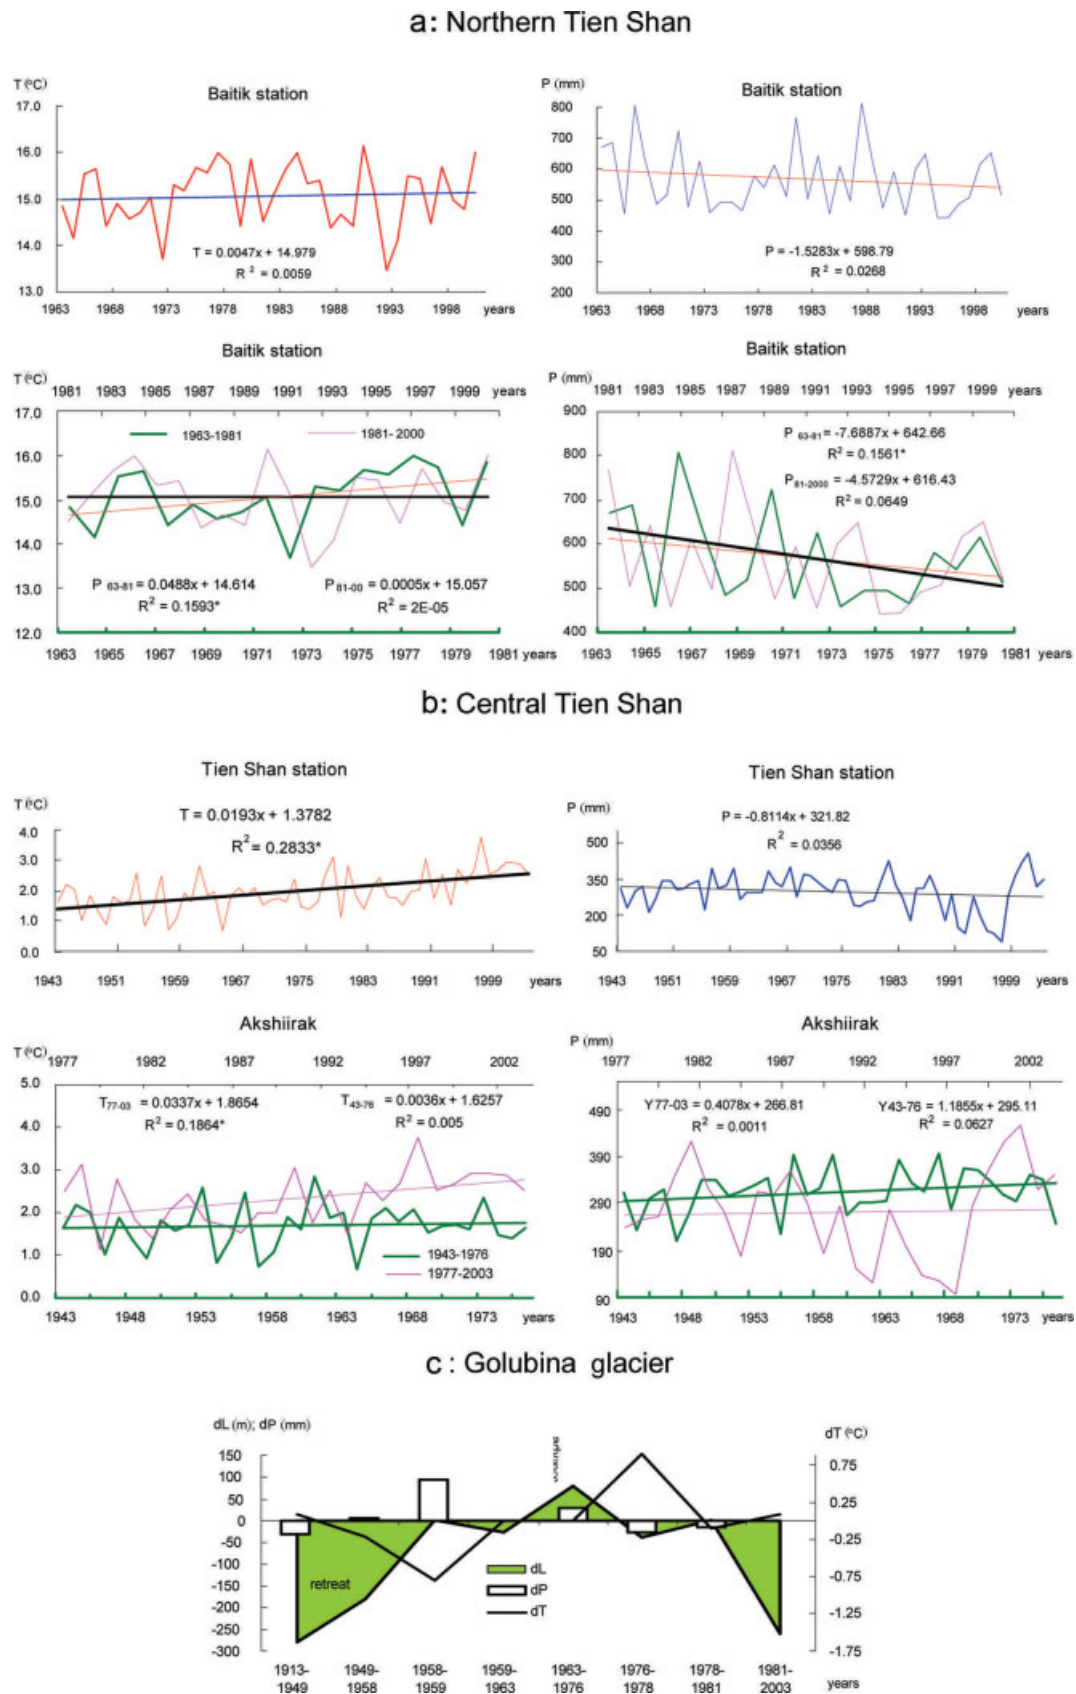 a: Northern Tien Shan
T (°C)
Baitik station
17.0
16.0
15.0
14.0
13.0
T = 0.0047x + 14.979
R 2 = 0.0059
1963 1968 1973 1978 1983 1988 1993 1998 years
P (mm)
Baitik station
800
700
600
500
400
300
200
P = -1.5283x + 598.79
R 2 = 0.0268
1963 1968 1973 1978 1983 1988 1993 1998 years
Baitik station
T (°C)
1981 1983 1985 1987 1989 1991 1993 1995 1997 1999 years
17.0
16.0
15.0
14.0
13.0
12.0
1963-1981
1981-2000
P 63-81= 0.0488x + 14.614
R2 = 0.1593*
P 81-00 = 0.0005x + 15.057
R2 = 2E-05
1963 1965 1967 1969 1971 1973 1975 1977 1979 1981 years
Baitik station
P (mm)
1981 1983 1985 1987 1989 1991 1993 1995 1997 1999 years
900
800
700
600
500
400
P 63-81= -7.6887x + 642.66
R2 = 0.1561*
P 81-2000= -4.5729x + 616.43
R2 = 0.0649
1963 1965 1967 1969 1971 1973 1975 1977 1979 1981 years
b: Central Tien Shan
Tien Shan station
T (°C)
T = 0.0193x + 1.3782
R2 = 0.2833*
4.0
3.0
2.0
1.0
0.0
1943 1951 1959 1967 1975 1983 1991 1999 years
Tien Shan station
P (mm)
P = -0.8114x + 321.82
R2 = 0.0356
500
350
200
50
1943 1951 1959 1967 1975 1983 1991 1999 years
Akshiirak
T (°C)
1977 1982 1987 1992 1997 2002 years
5.0
4.0
3.0
2.0
1.0
0.0
T77-03 = 0.0337x + 1.8654
R2 = 0.1864*
T43-76 = 0.0036x + 1.6257
R2 = 0.005
1943-1976
1977-2003
1943 1948 1953 1958 1963 1968 1973 years
Akshiirak
P (mm)
1977 1982 1987 1992 1997 2002 years
490
390
290
190
90
Y77-03 = 0.4078x + 266.81
R2 = 0.0011
Y43-76 = 1.1855x + 295.11
R2 = 0.0627
1943 1948 1953 1958 1963 1968 1973 years
c : Golubina glacier
dL (m); dP (mm)
dT (°C)
150
100
50
0
-50
-100
-150
-200
-250
-300
0.75
0.25
-0.25
-0.75
-1.25
-1.75
retreat
dL
dP
dT
1913-1949 1949-1958 1958-1959 1959-1963 1963-1976 1976-1978 1978-1981 1981-2003 years